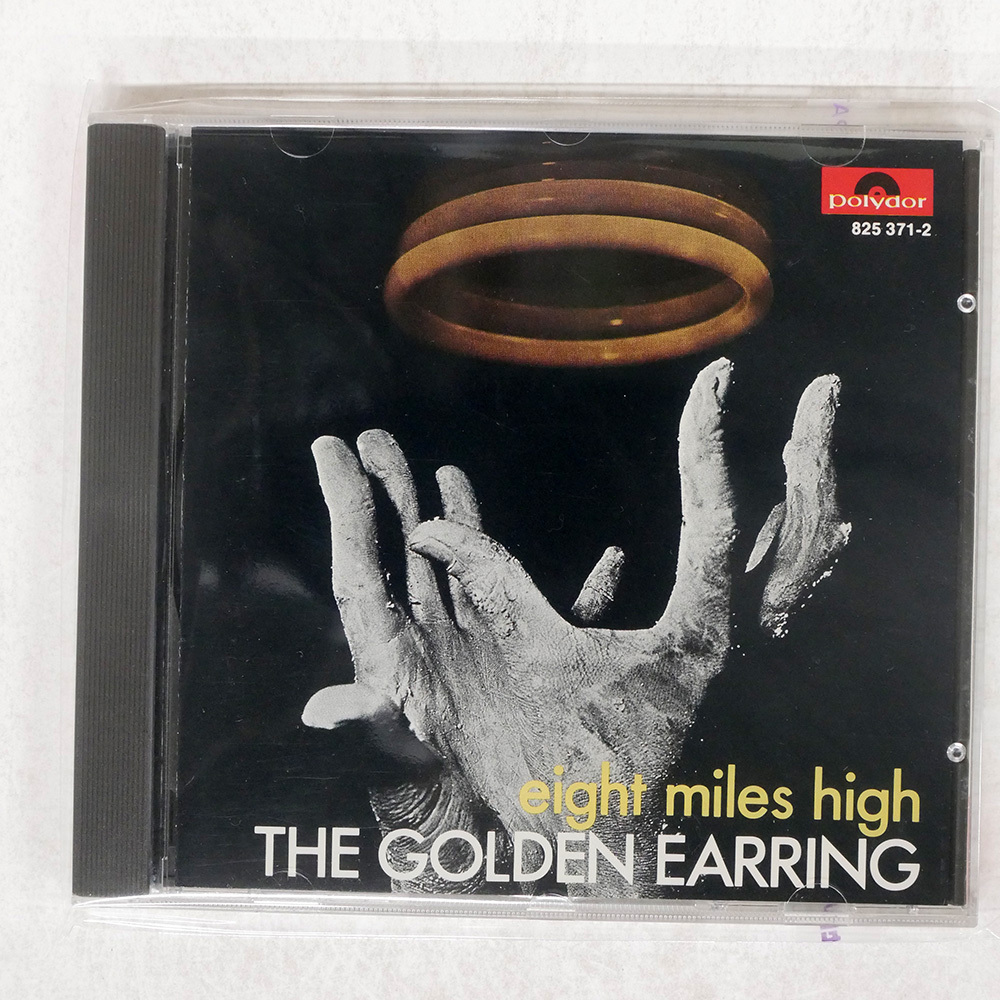 polydor
825 371-2
eight miles high
THE GOLDEN EARRING